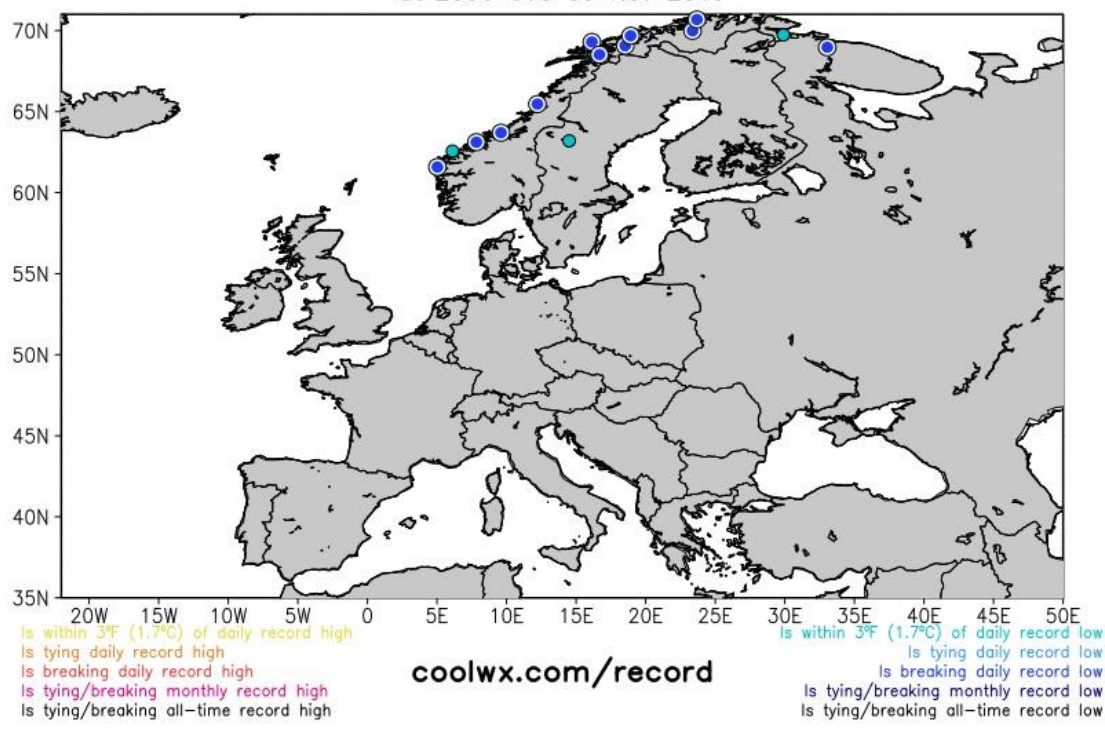 70N
65N
60N
55N
50N
45N
40N
35N
20W 15W 10W 5W 0 5E 10E 15E 20E 25E 30E 35E 40E 45E 50E
Is within 3°F (1.7°C) of daily record high
Is tying daily record high
Is breaking daily record high
Is tying/breaking monthly record high
Is tying/breaking all-time record high
coolwx.com/record
Is within 3°F (1.7°C) of daily record low
Is tying daily record low
Is breaking daily record low
Is tying/breaking monthly record low
Is tying/breaking all-time record low